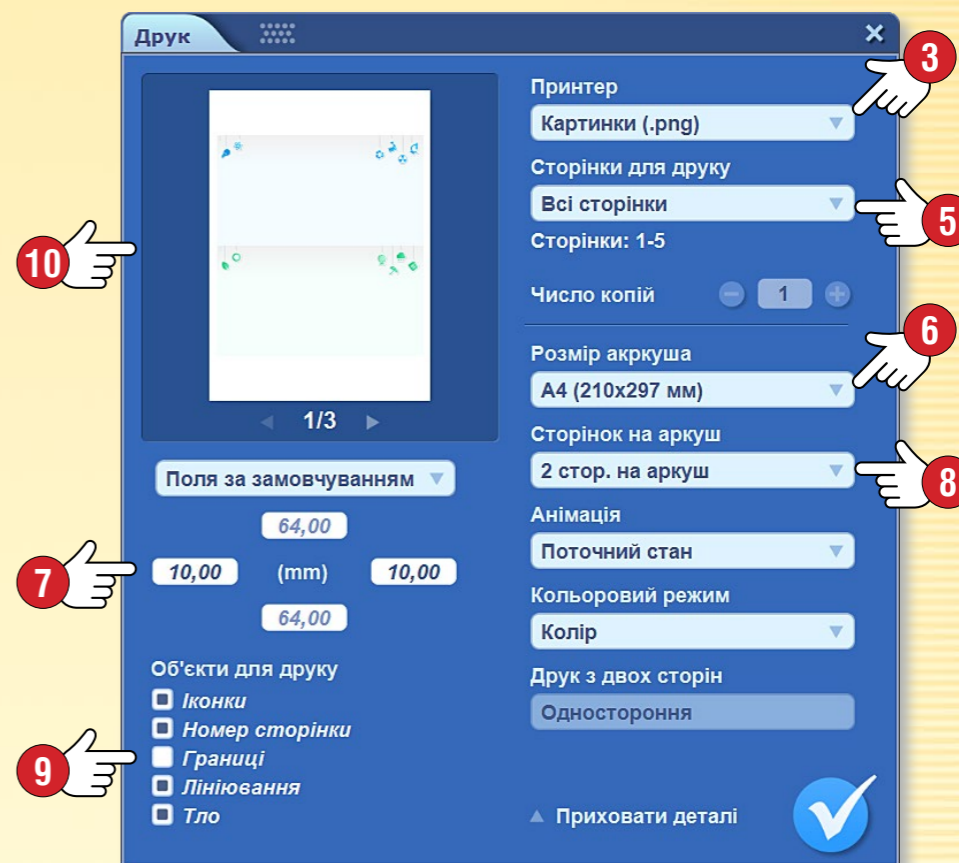 Друк
3
Принтер
Картинки (.png)
Сторінки для друку
Всі сторінки
5
Сторінки: 1-5
10
Число копій
1
6
Розмір акркуша
A4 (210x297 мм)
1/3
Сторінок на аркуш
2 стор. на аркуш
8
Поля за замовчуванням
64,00
Анімація
Поточний стан
7
10,00 (mm) 10,00
64,00
Кольоровий режим
Колір
Об'єкти для друку
Іконки
Номер сторінки
9
Границі
Лініювання
Тло
Друк з двох сторін
Одностороння
Приховати деталі